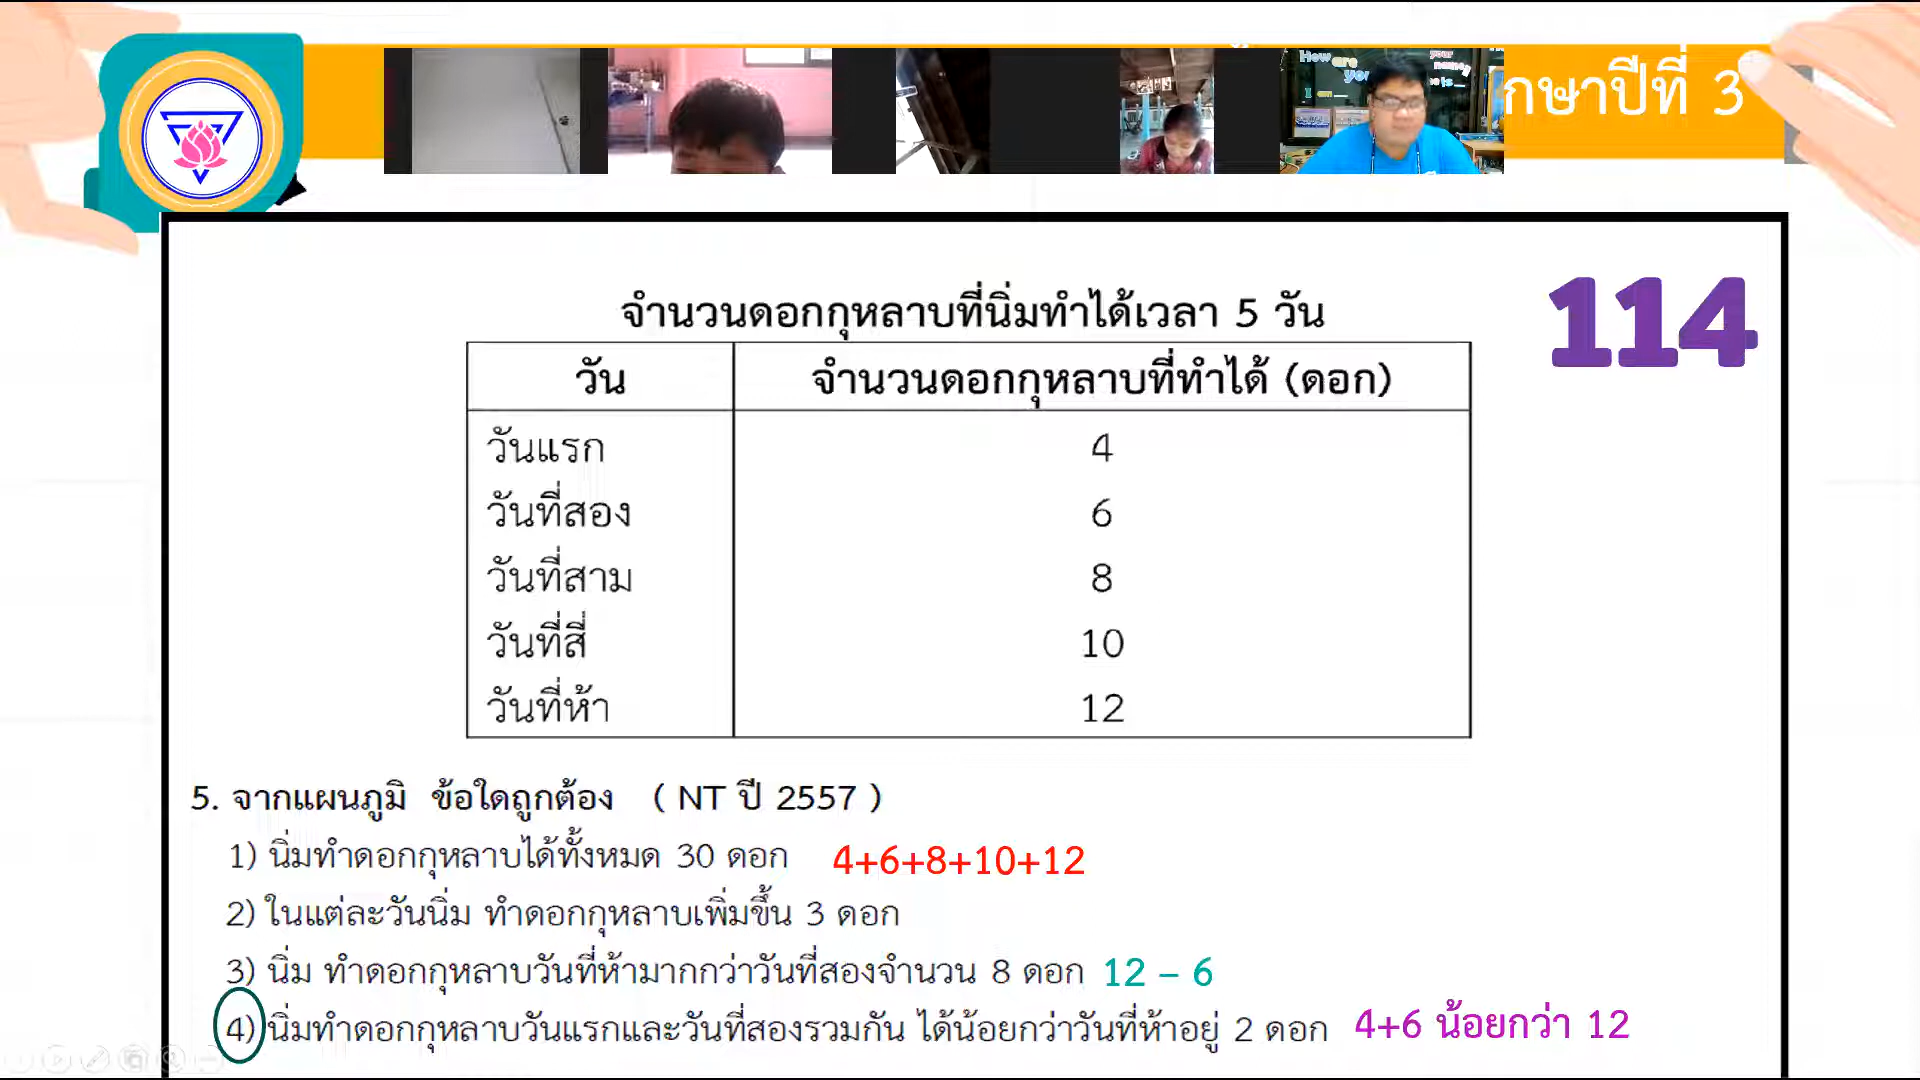 กษาปีที่ 3
How are you
your name
I am
is
114
จำนวนดอกกุหลาบที่นิ่มทำได้เวลา 5 วัน
วัน จำนวนดอกกุหลาบที่ทำได้ (ดอก)
วันแรก 4
วันที่สอง 6
วันที่สาม 8
วันที่สี่ 10
วันที่ห้า 12
5. จากแผนภูมิ ข้อใดถูกต้อง ( NT ปี 2557 )
1) นิ่มทำดอกกุหลาบได้ทั้งหมด 30 ดอก 4+6+8+10+12
2) ในแต่ละวันนิ่ม ทำดอกกุหลาบเพิ่มขึ้น 3 ดอก
3) นิ่ม ทำดอกกุหลาบวันที่ห้ามากกว่าวันที่สองจำนวน 8 ดอก 12 – 6
4) นิ่มทำดอกกุหลาบวันแรกและวันที่สองรวมกัน ได้น้อยกว่าวันที่ห้าอยู่ 2 ดอก 4+6 น้อยกว่า 12